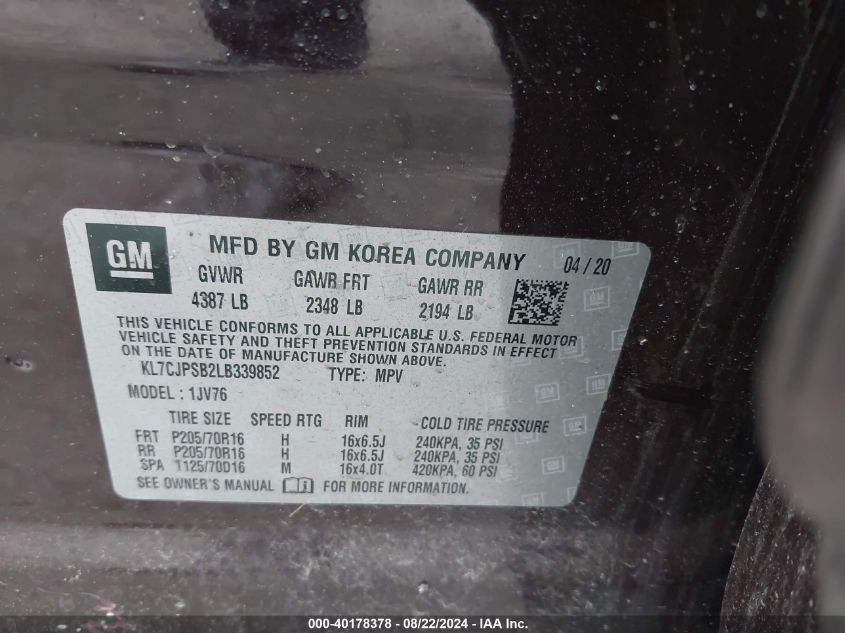 GM MFD BY GM KOREA COMPANY 04 / 20
GVWR GAWR FRT GAWR RR
4387 LB 2348 LB 2194 LB
THIS VEHICLE CONFORMS TO ALL APPLICABLE U.S. FEDERAL MOTOR
VEHICLE SAFETY AND THEFT PREVENTION STANDARDS IN EFFECT
ON THE DATE OF MANUFACTURE SHOWN ABOVE.
KL7CJPSB2LB339852 TYPE: MPV
MODEL : 1JV76
TIRE SIZE SPEED RTG RIM COLD TIRE PRESSURE
FRT P205/70R16 H 16x6.5J 240KPA, 35 PSI
RR P205/70R16 H 16x6.5J 240KPA, 35 PSI
SPA T125/70D16 M 16x4.0T 420KPA, 60 PSI
SEE OWNER'S MANUAL FOR MORE INFORMATION.
000-40178378 - 08/22/2024 - IAA Inc.